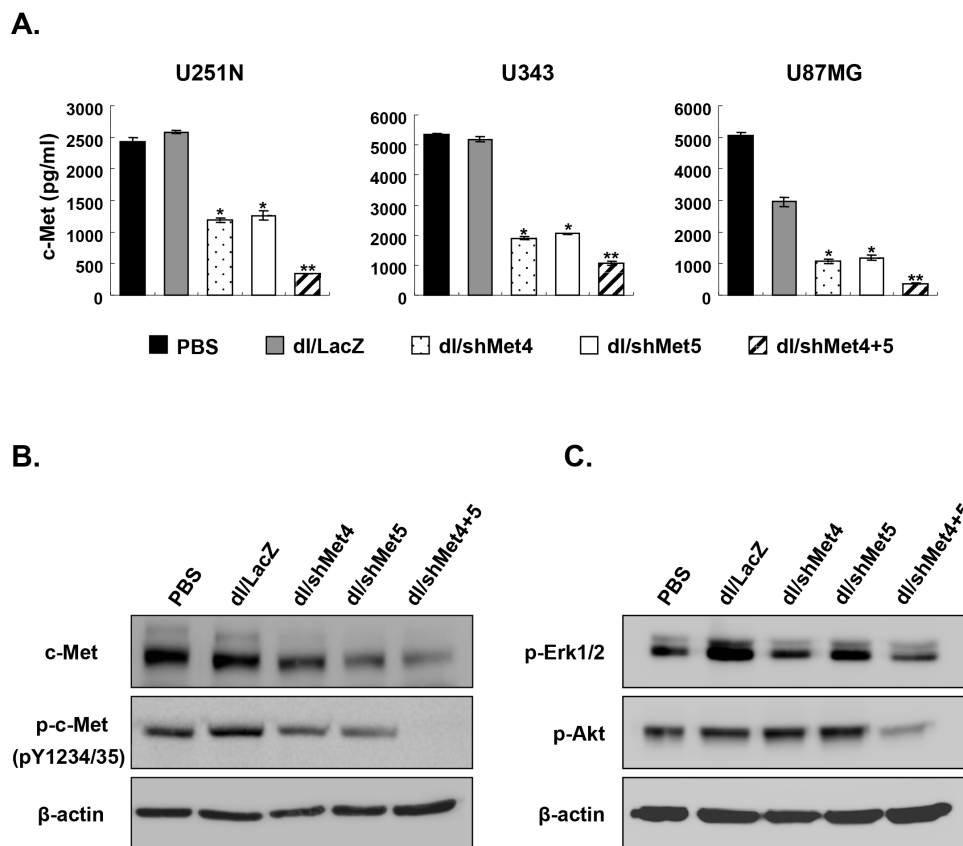 A.
U251N
U343
U87MG
c-Met (pg/ml)
3000
2500
2000
1500
1000
500
0
* * **
6000
5000
4000
3000
2000
1000
0
* * **
6000
5000
4000
3000
2000
1000
0
* * **
PBS dl/LacZ dl/shMet4 dl/shMet5 dl/shMet4+5
B.
PBS dl/LacZ dl/shMet4 dl/shMet5 dl/shMet4+5
c-Met
p-c-Met
(pY1234/35)
β-actin
C.
PBS dl/LacZ dl/shMet4 dl/shMet5 dl/shMet4+5
p-Erk1/2
p-Akt
β-actin